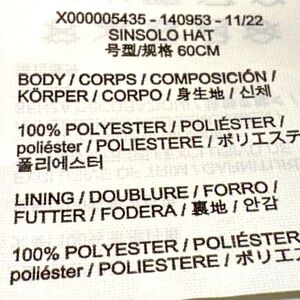 X000005435 - 140953 - 11/22
SINSOLO HAT
号型/规格 60CM
BODY / CORPS / COMPOSICIÓN /
KÖRPER / CORPO / 身生地 / 신체
100% POLYESTER / POLIÉSTER /
poliéster / POLIESTERE / ポリエステ
폴리에스터
LINING / DOUBLURE / FORRO /
FUTTER / FODERA / 裏地 / 안감
100% POLYESTER / POLIÉSTER
poliéster / POLIESTERE / ポリエス